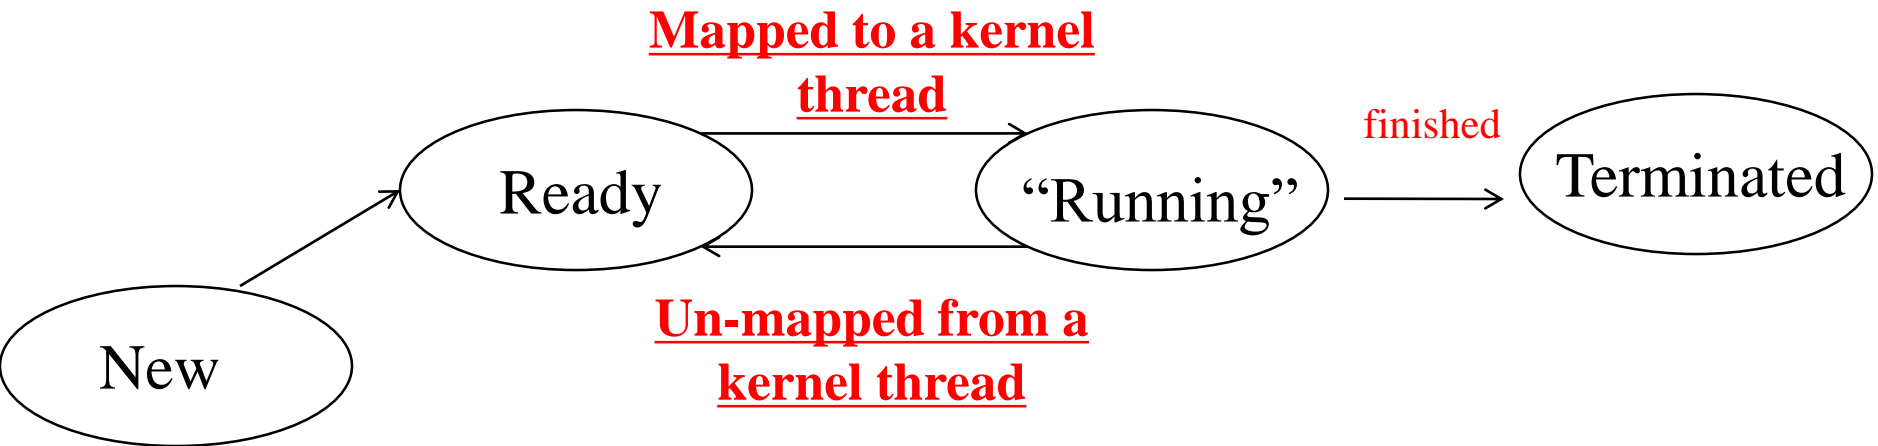 Mapped to a kernel
thread
finished
Ready
“Running”
Terminated
Un-mapped from a
kernel thread
New